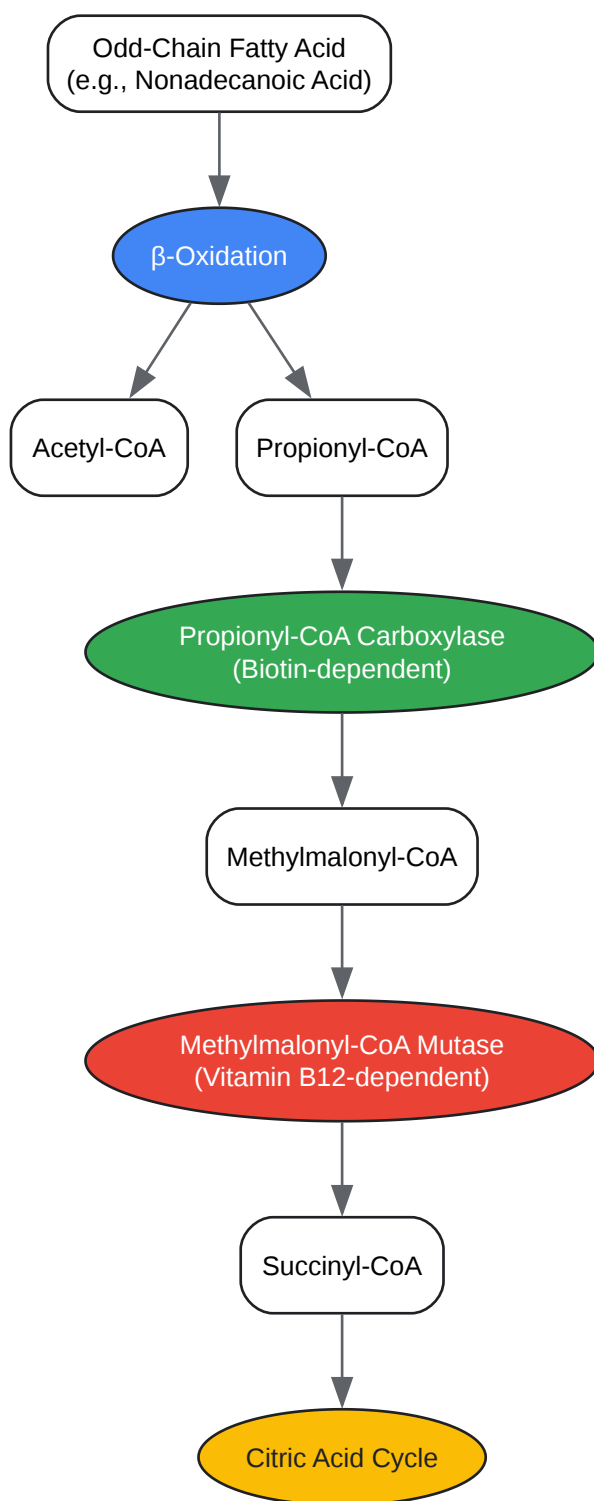 Odd-Chain Fatty Acid
(e.g., Nonadecanoic Acid)
β-Oxidation
Acetyl-CoA
Propionyl-CoA
Propionyl-CoA Carboxylase
(Biotin-dependent)
Methylmalonyl-CoA
Methylmalonyl-CoA Mutase
(Vitamin B12-dependent)
Succinyl-CoA
Citric Acid Cycle